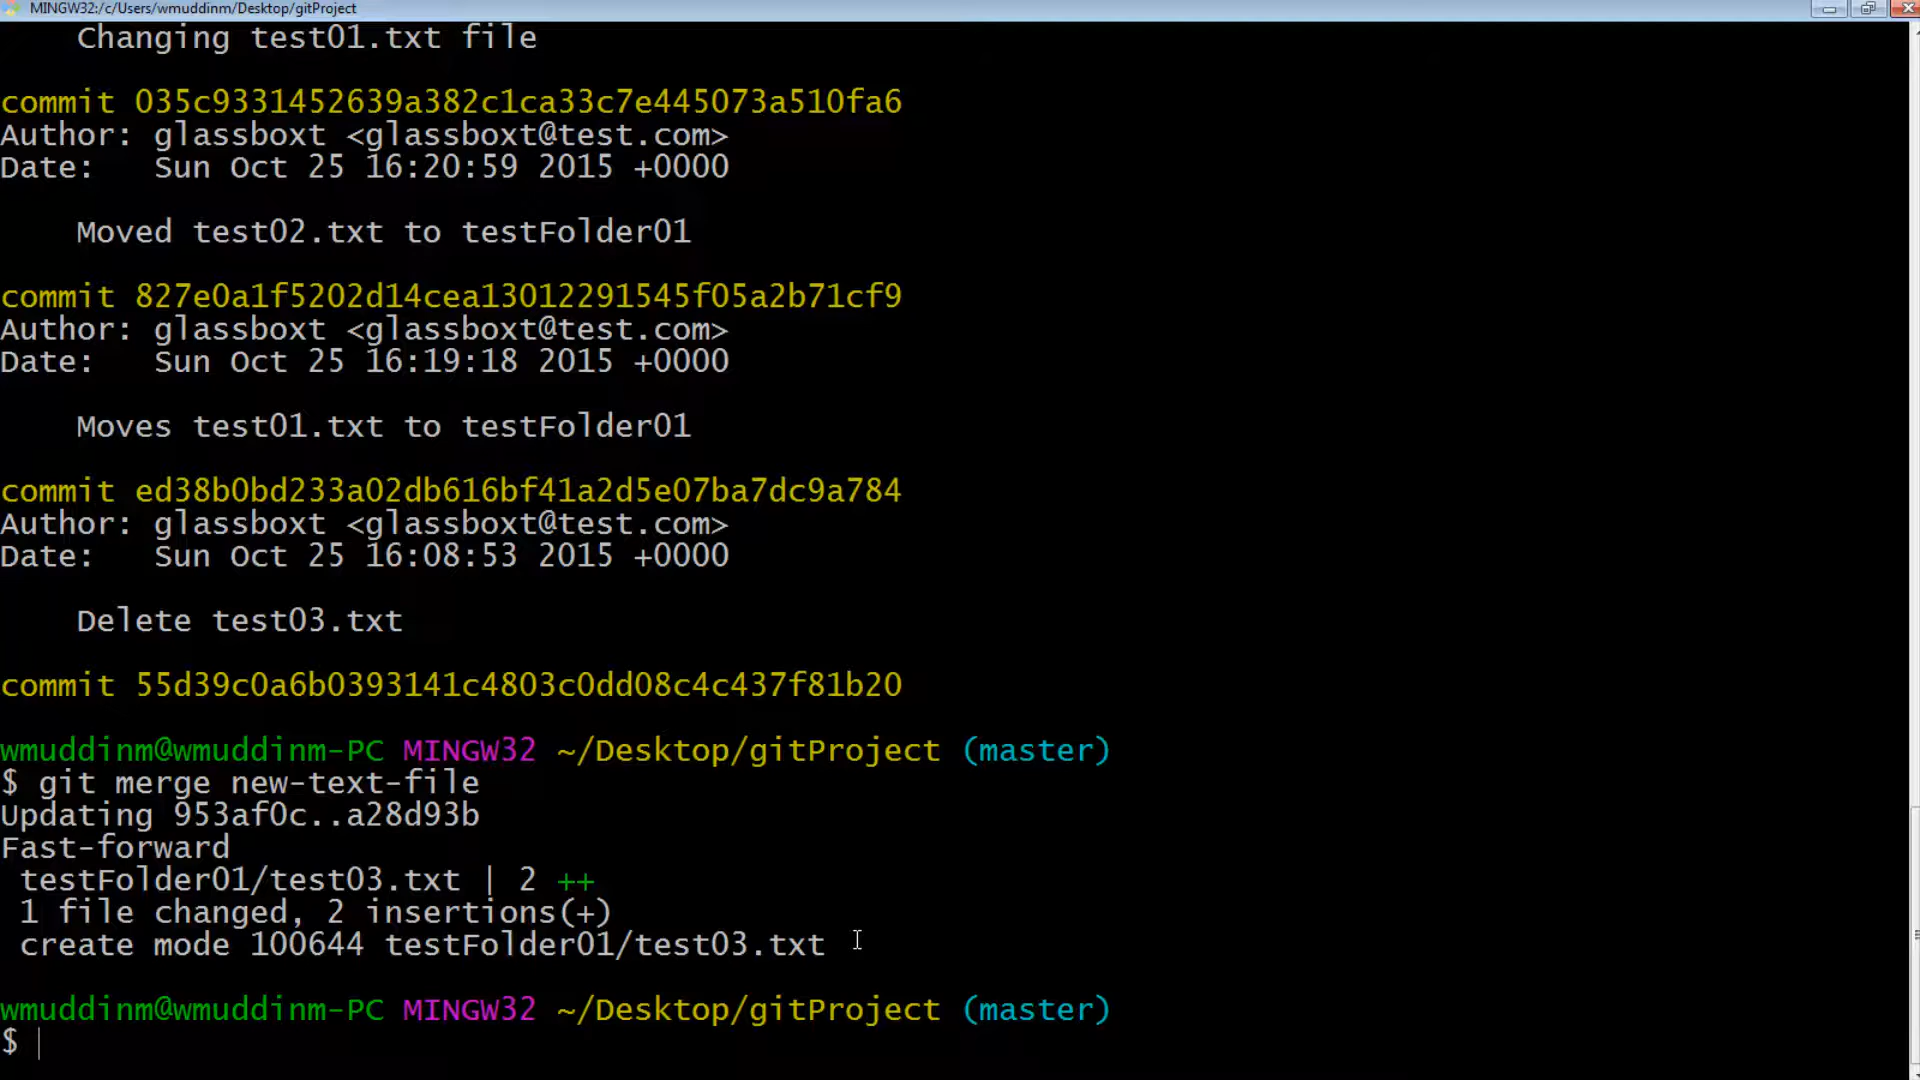 MINGW32:/c/Users/wmuddinm/Desktop/gitProject
Changing test01.txt file
commit 035c9331452639a382c1ca33c7e445073a510fa6
Author: glassboxt <glassboxt@test.com>
Date:   Sun Oct 25 16:20:59 2015 +0000
Moved test02.txt to testFolder01
commit 827e0a1f5202d14cea13012291545f05a2b71cf9
Author: glassboxt <glassboxt@test.com>
Date:   Sun Oct 25 16:19:18 2015 +0000
Moves test01.txt to testFolder01
commit ed38b0bd233a02db616bf41a2d5e07ba7dc9a784
Author: glassboxt <glassboxt@test.com>
Date:   Sun Oct 25 16:08:53 2015 +0000
Delete test03.txt
commit 55d39c0a6b0393141c4803c0dd08c4c437f81b20
wmuddinm@wmuddinm-PC MINGW32 ~/Desktop/gitProject (master)
$ git merge new-text-file
Updating 953af0c..a28d93b
Fast-forward
testFolder01/test03.txt | 2 ++
1 file changed, 2 insertions(+)
create mode 100644 testFolder01/test03.txt
wmuddinm@wmuddinm-PC MINGW32 ~/Desktop/gitProject (master)
$